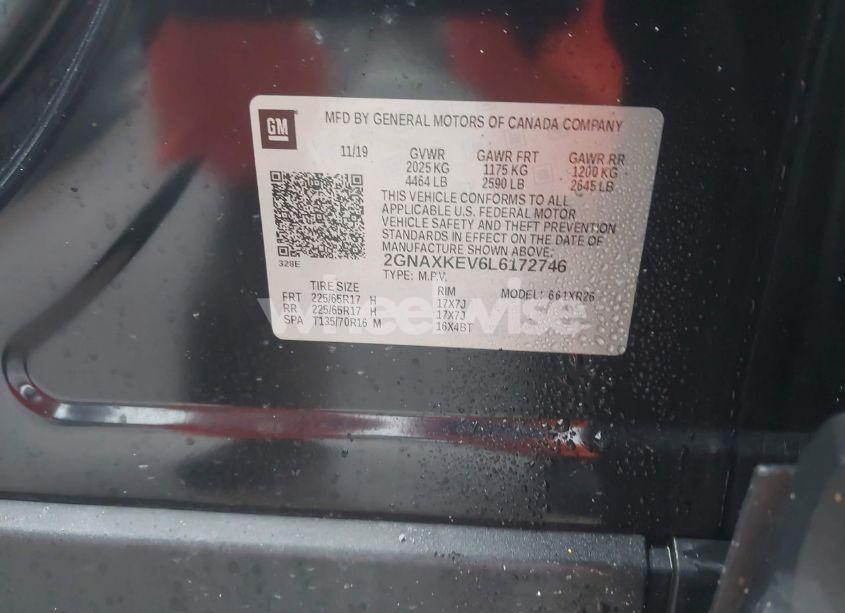 GM
MFD BY GENERAL MOTORS OF CANADA COMPANY
11/19 GVWR GAWR FRT GAWR RR
2025 KG 1175 KG 1200 KG
4464 LB 2590 LB 2645 LB
THIS VEHICLE CONFORMS TO ALL
APPLICABLE U.S. FEDERAL MOTOR
VEHICLE SAFETY AND THEFT PREVENTION
STANDARDS IN EFFECT ON THE DATE OF
MANUFACTURE SHOWN ABOVE:
328E
2GNAXKEV6L6172746
TYPE: M.P.V.
TIRE SIZE RIM MODEL: 661XR26
FRT 225/65R17 H 17X7J
RR 225/65R17 H 17X7J
SPA T135/70R16 M 16X4BT
wheelwise